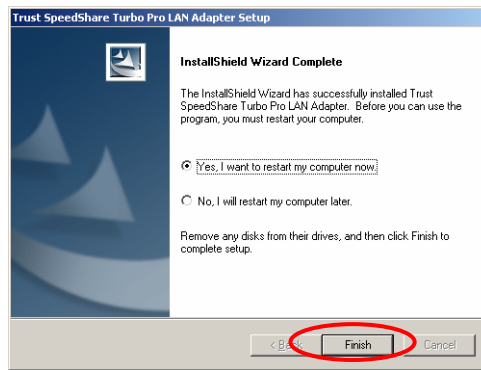 Trust SpeedShare Turbo Pro LAN Adapter Setup
InstallShield Wizard Complete
The InstallShield Wizard has successfully installed Trust
SpeedShare Turbo Pro LAN Adapter.  Before you can use the
program, you must restart your computer.
Yes, I want to restart my computer now.
No, I will restart my computer later.
Remove any disks from their drives, and then click Finish to
complete setup.
< Back Finish Cancel